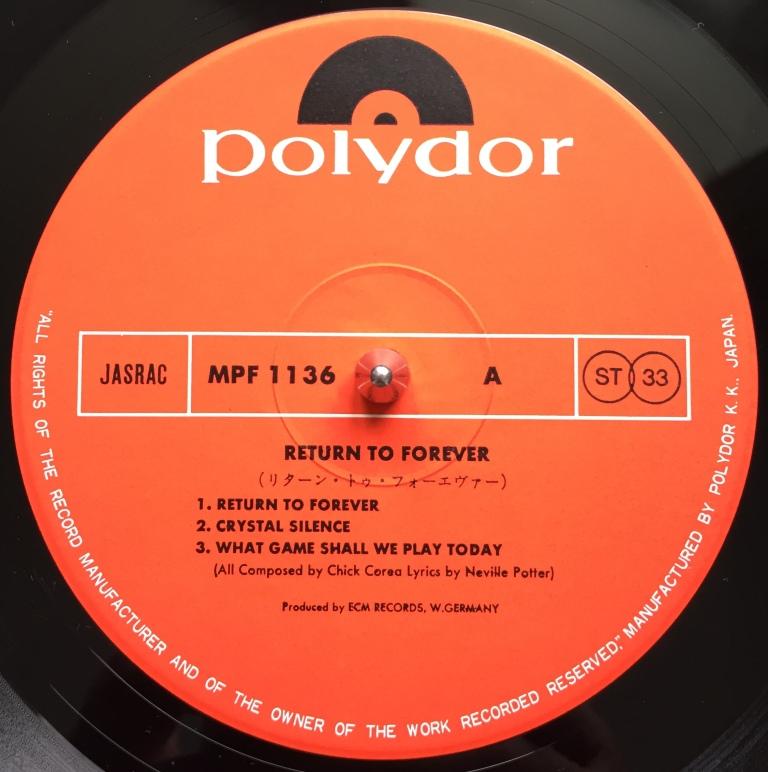 polydor
JASRAC
MPF 1136
A
ST 33
RETURN TO FOREVER
(リターン・トゥ・フォーエヴァー)
1. RETURN TO FOREVER
2. CRYSTAL SILENCE
3. WHAT GAME SHALL WE PLAY TODAY
(All Composed by Chick Corea Lyrics by Neville Potter)
Produced by ECM RECORDS, W.GERMANY
"ALL RIGHTS OF THE RECORD MANUFACTURER AND OF THE OWNER OF THE WORK RECORDED RESERVED," MANUFACTURED BY POLYDOR K.K., JAPAN.